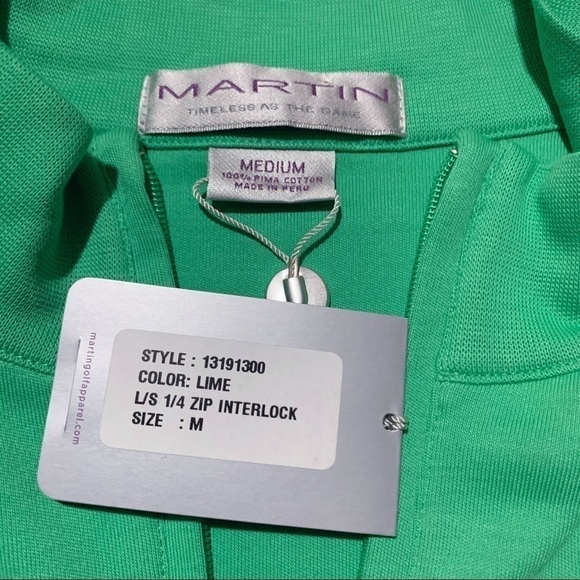 MARTIN
TIMELESS AS THE GAME
MEDIUM
100% PIMA COTTON
MADE IN PERU
martingolfapparel.com
STYLE : 13191300
COLOR: LIME
L/S 1/4 ZIP INTERLOCK
SIZE : M